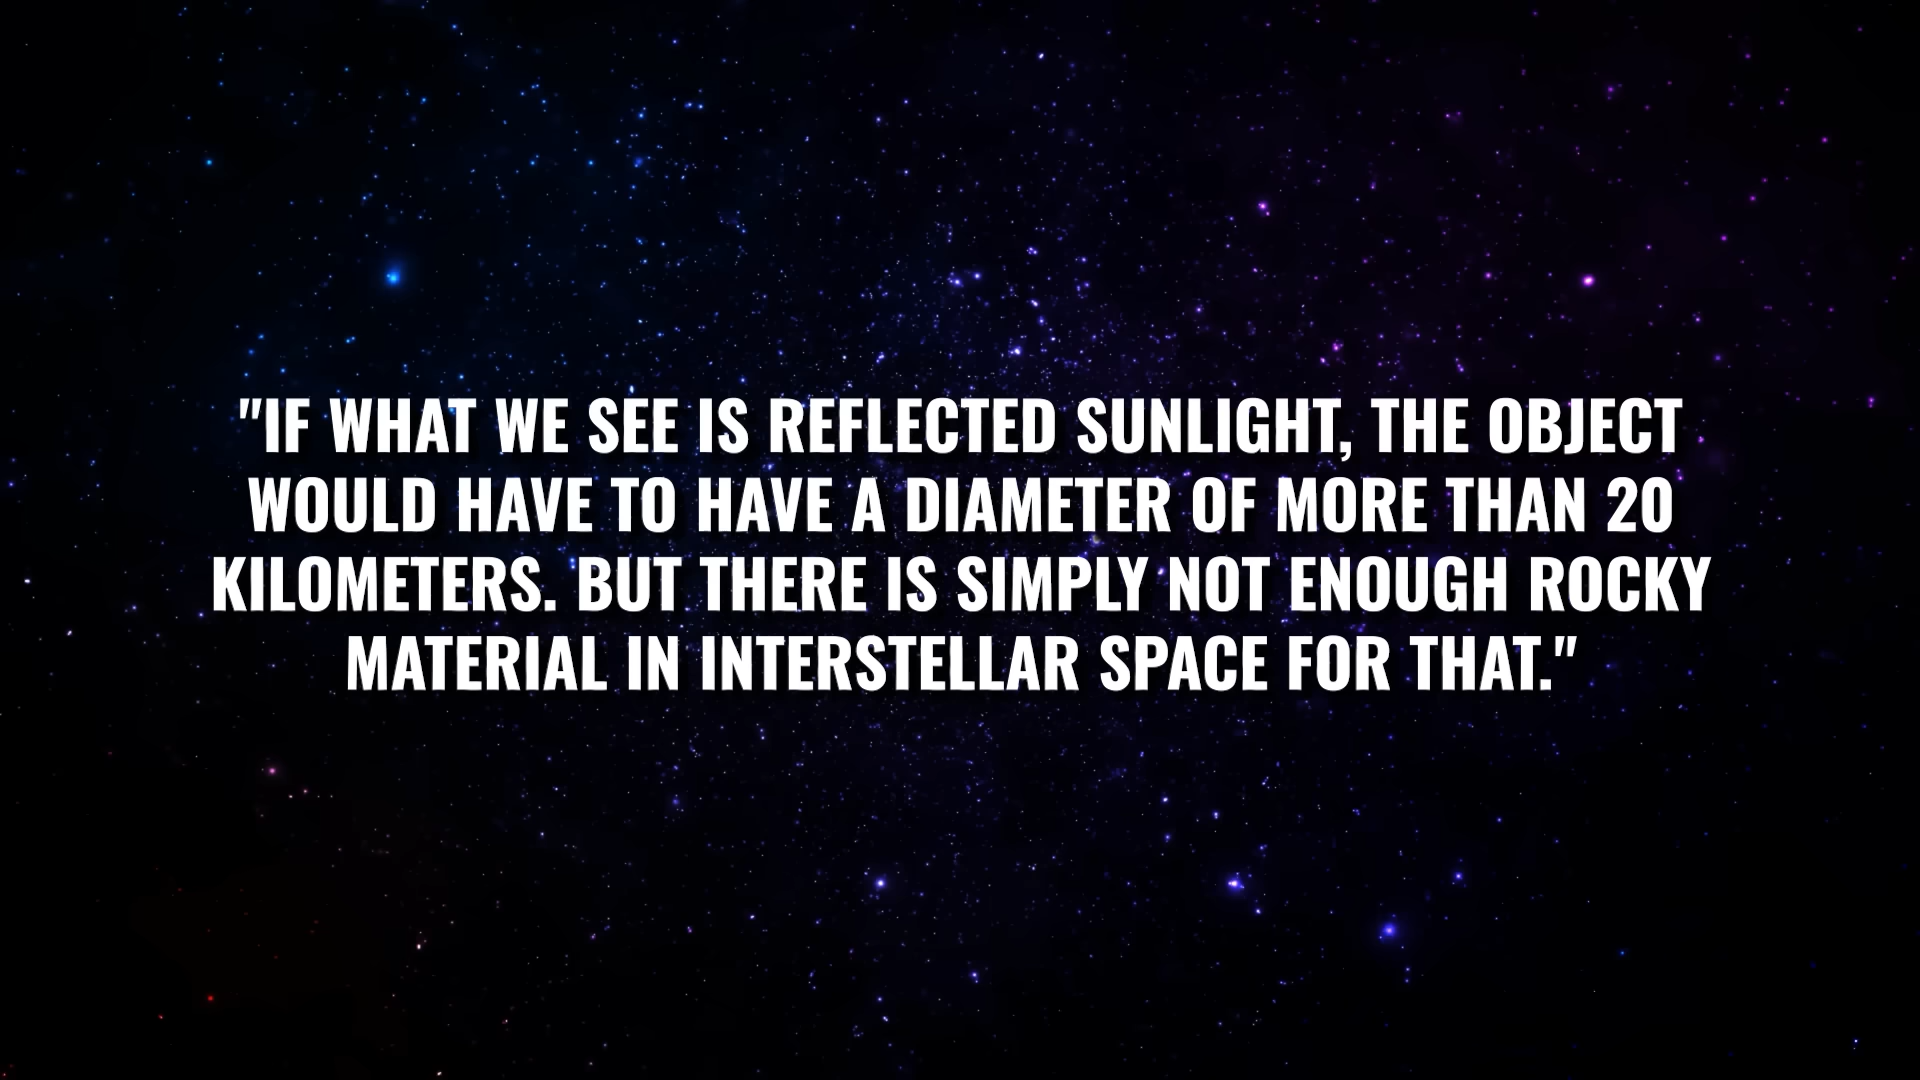 "IF WHAT WE SEE IS REFLECTED SUNLIGHT, THE OBJECT
WOULD HAVE TO HAVE A DIAMETER OF MORE THAN 20
KILOMETERS. BUT THERE IS SIMPLY NOT ENOUGH ROCKY
MATERIAL IN INTERSTELLAR SPACE FOR THAT."